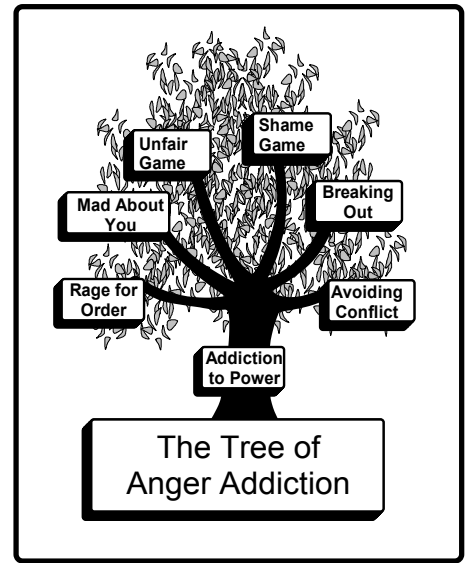 Shame
Game
Unfair
Game
Breaking
Out
Mad About
You
Rage for
Order
Avoiding
Conflict
Addiction
to Power
The Tree of
Anger Addiction